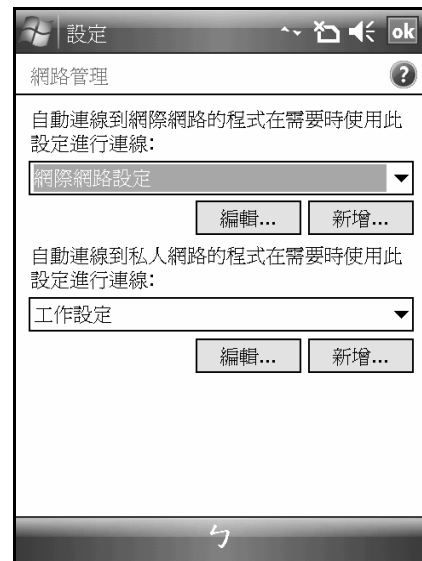 設定 ok
網路管理 ?
自動連線到網際網路的程式在需要時使用此
設定進行連線:
網際網路設定
編輯... 新增...
自動連線到私人網路的程式在需要時使用此
設定進行連線:
工作設定
編輯... 新增...
ㄅ